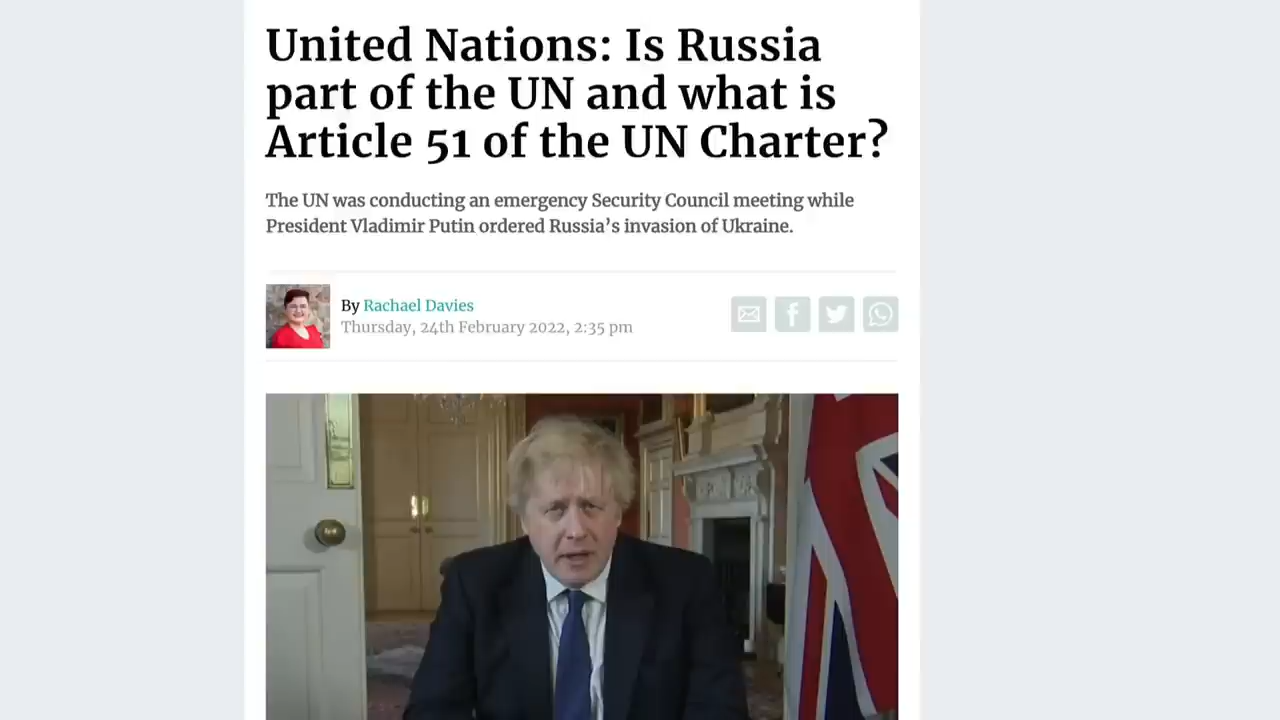 United Nations: Is Russia
part of the UN and what is
Article 51 of the UN Charter?
The UN was conducting an emergency Security Council meeting while
President Vladimir Putin ordered Russia’s invasion of Ukraine.
By Rachael Davies
Thursday, 24th February 2022, 2:35 pm